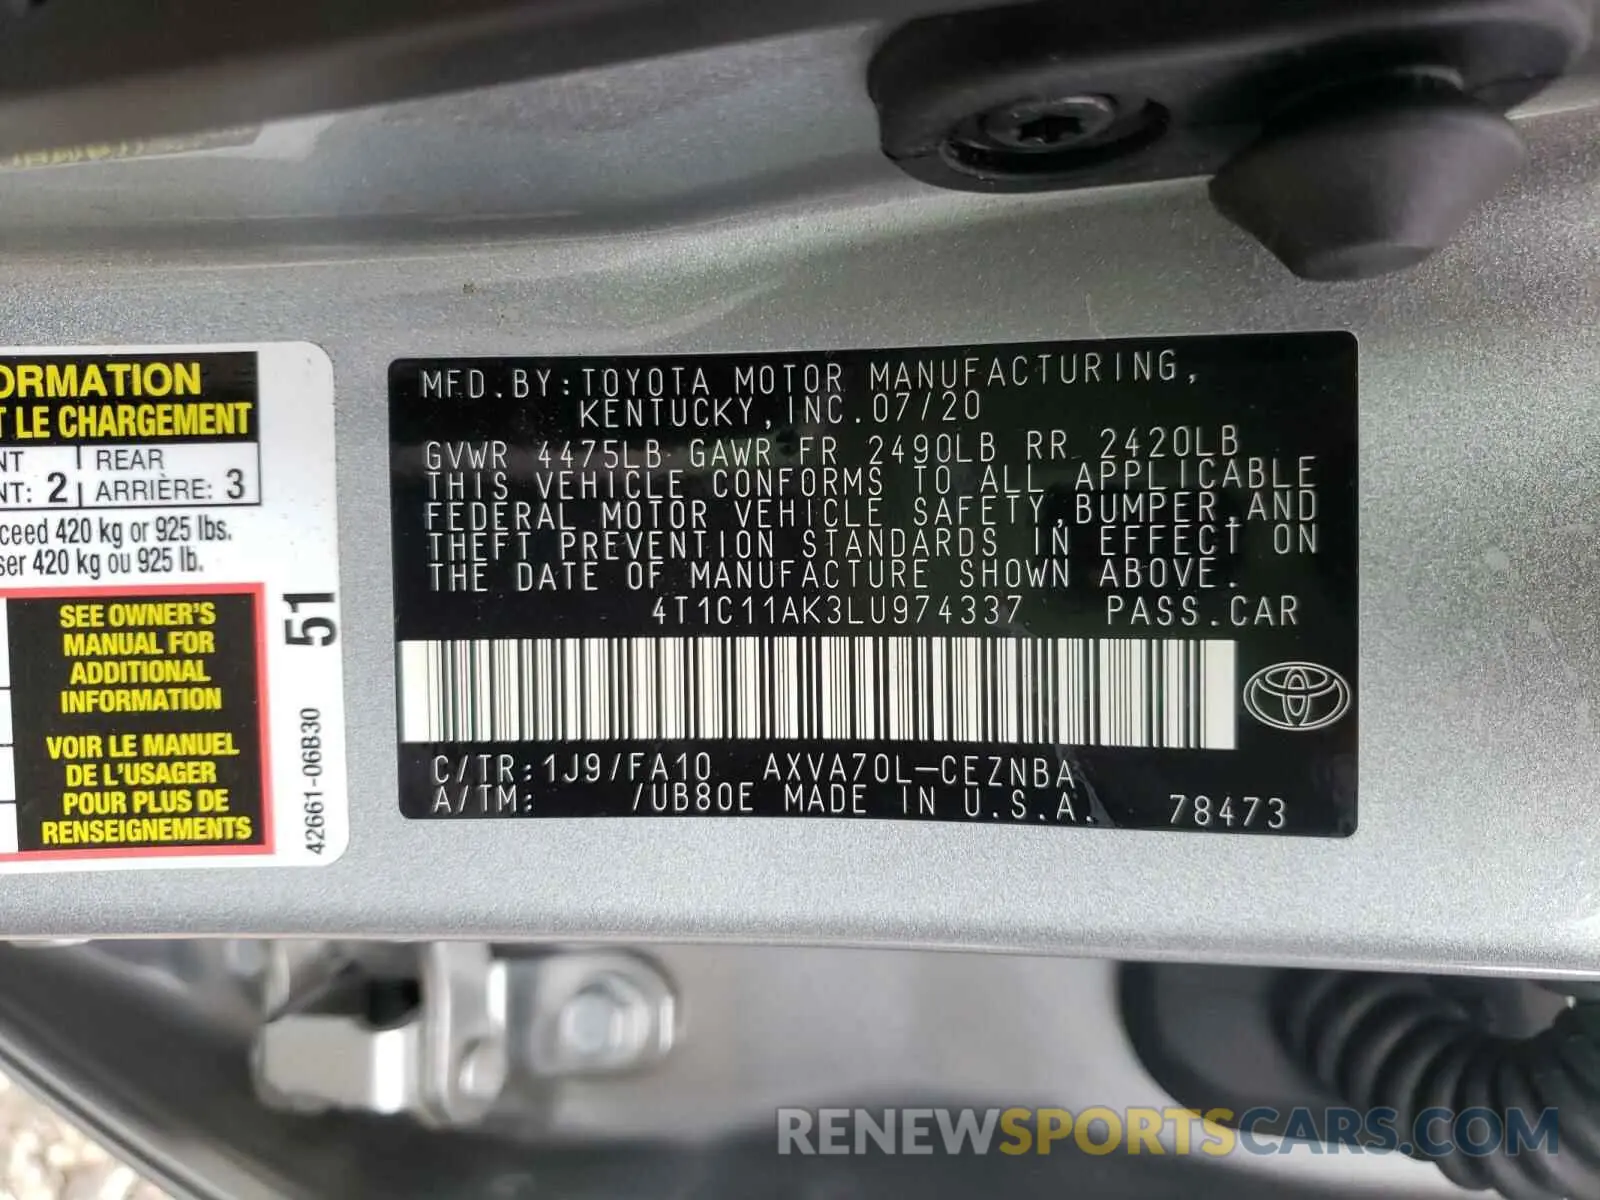 ORMATION
T LE CHARGEMENT
NT | REAR
NT: 2 | ARRIÈRE: 3
ceed 420 kg or 925 lbs.
ser 420 kg ou 925 lb.
SEE OWNER'S
MANUAL FOR
ADDITIONAL
INFORMATION
VOIR LE MANUEL
DE L'USAGER
POUR PLUS DE
RENSEIGNEMENTS
51
42661-06B30
MFD.BY:TOYOTA MOTOR MANUFACTURING,
KENTUCKY,INC.07/20
GVWR 4475LB GAWR FR 2490LB RR 2420LB
THIS VEHICLE CONFORMS TO ALL APPLICABLE
FEDERAL MOTOR VEHICLE SAFETY,BUMPER,AND
THEFT PREVENTION STANDARDS IN EFFECT ON
THE DATE OF MANUFACTURE SHOWN ABOVE.
4T1C11AK3LU974337 PASS.CAR
C/TR:1J9/FA10 AXVA70L-CEZNBA
A/TM: /UB80E MADE IN U.S.A. 78473
RENEWSPORTSCARS.COM